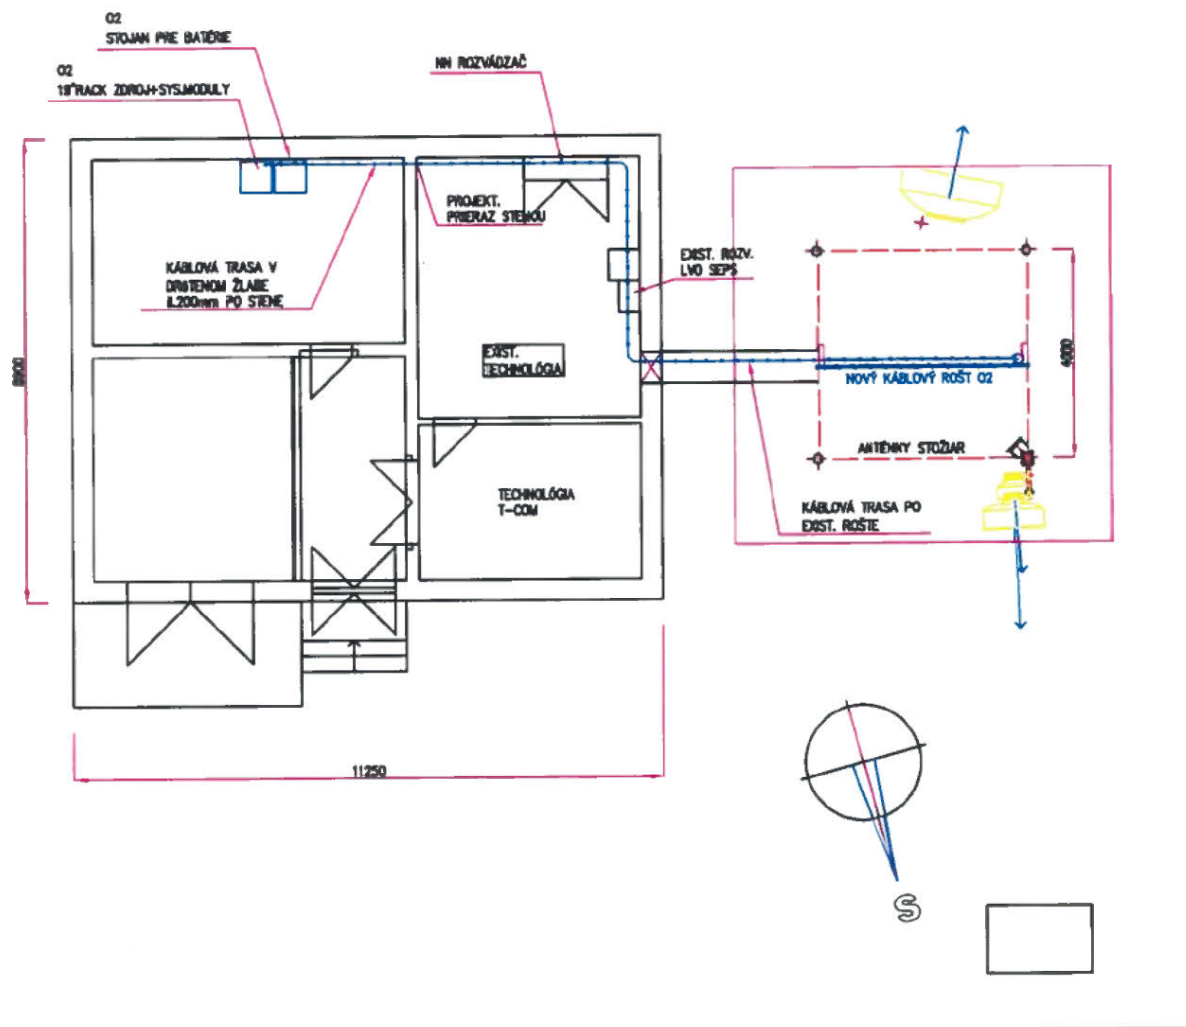 O2
STOJAN PRE BATÉRIE
O2
19"RACK ZDROJ+SYS.MODULY
NN ROZVÁDZAČ
PROJEKT.
PRIERAZ STENOU
KÁBLOVÁ TRASA V
DRÔTENOM ŽĽABE
š.200mm PO STENE
EXIST. ROZV.
LVO SEPS
EXIST.
TECHNOLÓGIA
NOVÝ KÁBLOVÝ ROŠT O2
4000
ANTÉNNY STOŽIAR
TECHNOLÓGIA
T-COM
KÁBLOVÁ TRASA PO
EXIST. ROŠTE
11250
S